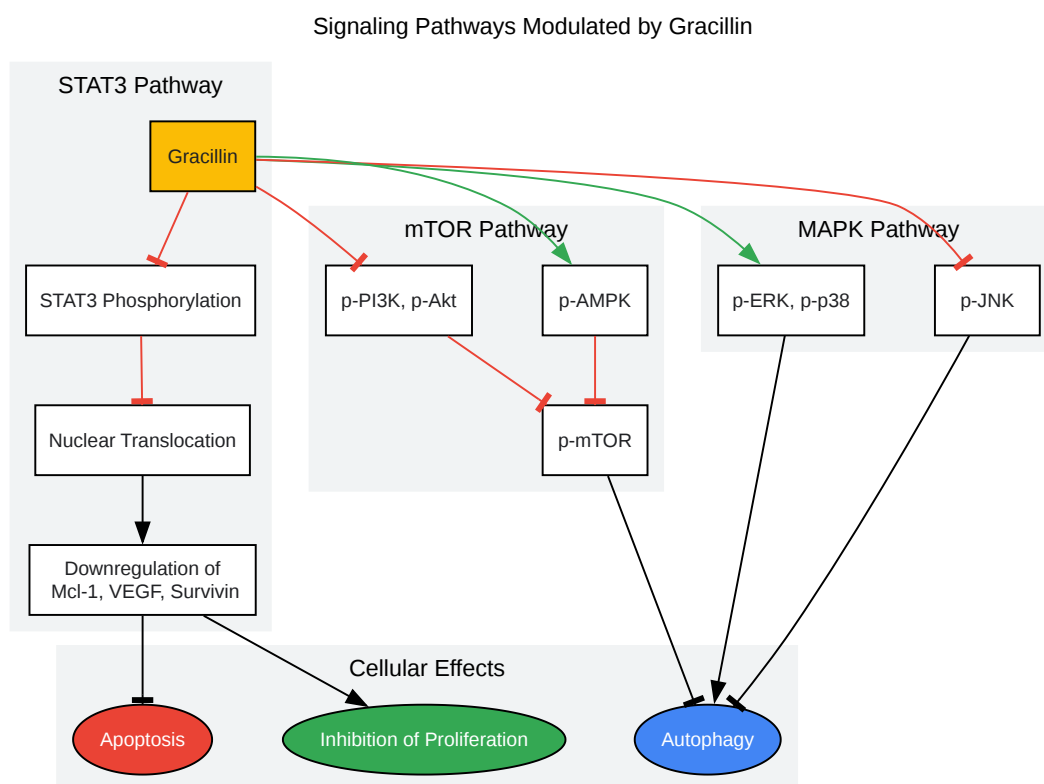 Signaling Pathways Modulated by Gracillin
STAT3 Pathway
Gracillin
mTOR Pathway
MAPK Pathway
STAT3 Phosphorylation
p-PI3K, p-Akt
p-AMPK
p-ERK, p-p38
p-JNK
Nuclear Translocation
p-mTOR
Downregulation of
Mcl-1, VEGF, Survivin
Cellular Effects
Apoptosis
Inhibition of Proliferation
Autophagy